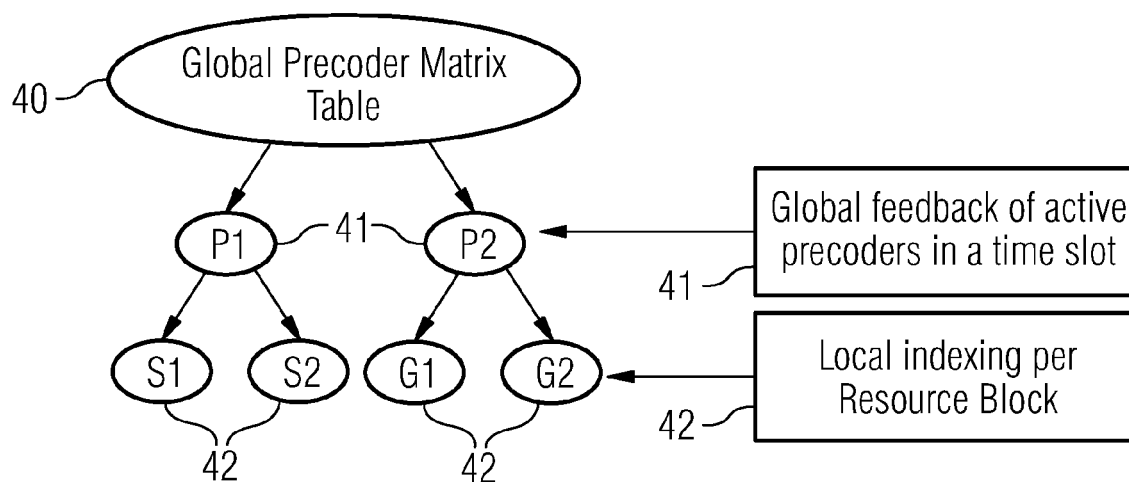 Global Precoder Matrix
Table
40
P1
41
P2
Global feedback of active
precoders in a time slot
41
S1
S2
G1
G2
Local indexing per
Resource Block
42
42
42